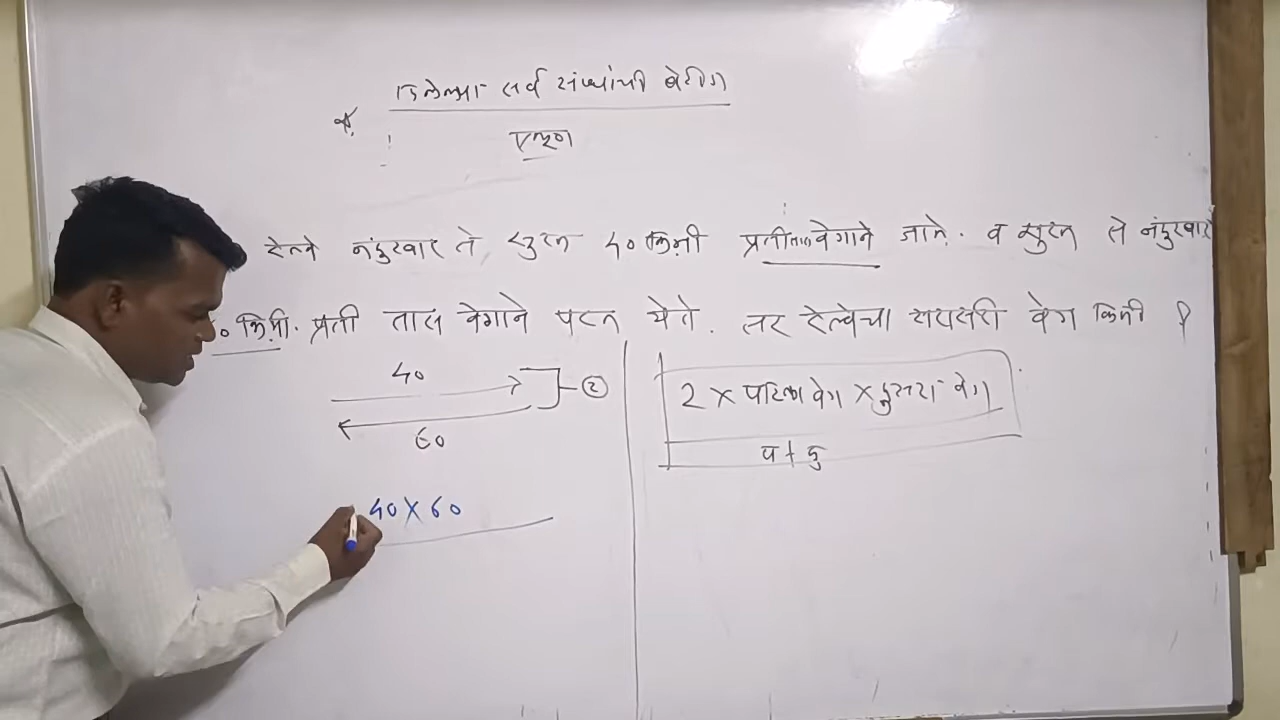 दिलेल्या सर्व संख्यांची बेरीज
एकूण
रेल्वे नंदुरबार ते सुरत ४० किमी प्रती तास वेगाने जाते. व सुरत ते नंदुरबार
० किमी. प्रती तास वेगाने परत येते. तर रेल्वेचा सरासरी वेग किती ?
40
2 × पहिला वेग × दुसरा वेग
60
प + दु
40 × 60